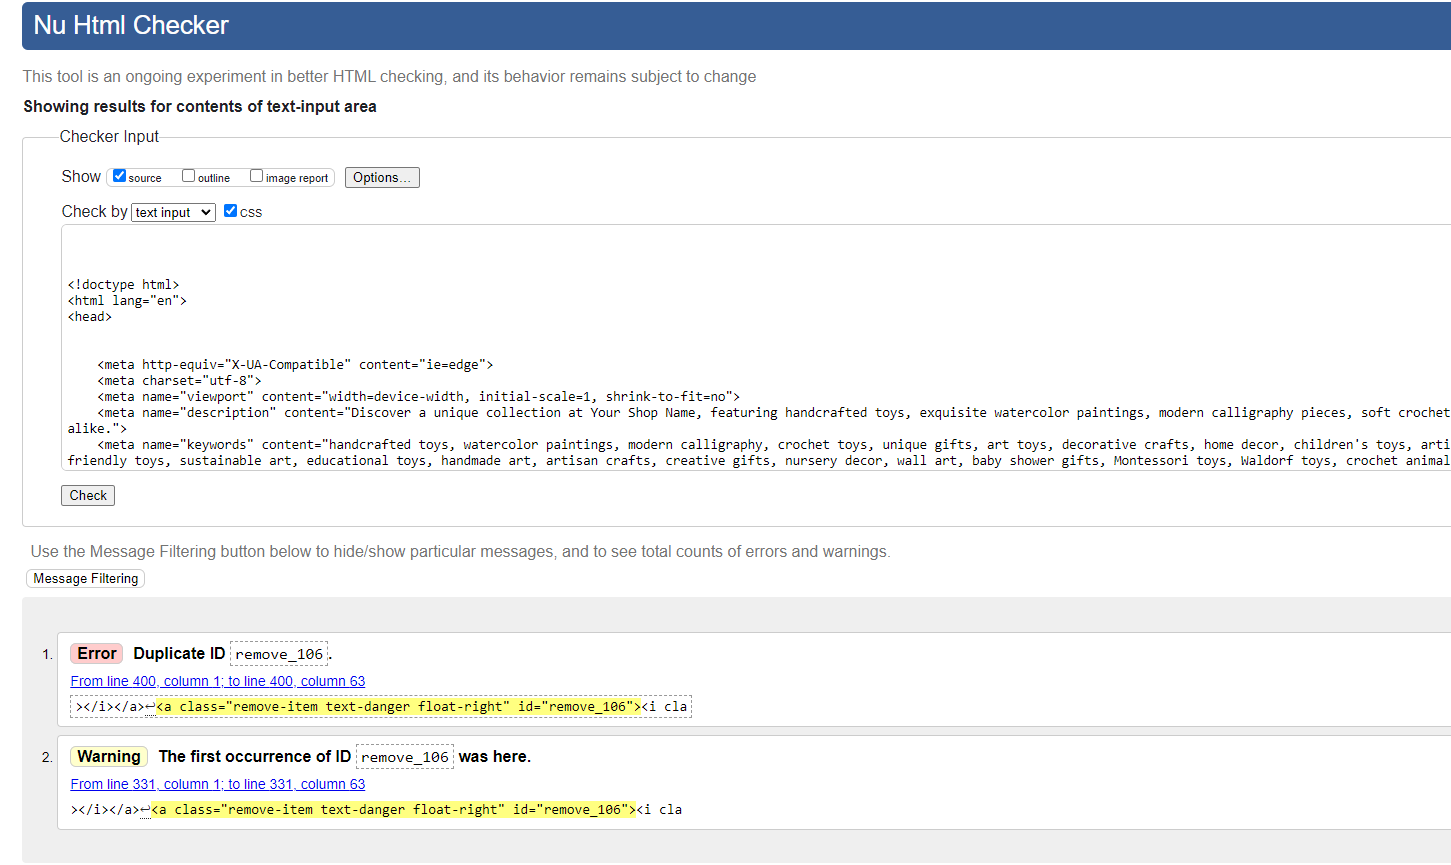 Nu Html Checker
This tool is an ongoing experiment in better HTML checking, and its behavior remains subject to change
Showing results for contents of text-input area
Checker Input
Show source outline image report Options...
Check by text input css
<!doctype html>
<html lang="en">
<head>
<meta http-equiv="X-UA-Compatible" content="ie=edge">
<meta charset="utf-8">
<meta name="viewport" content="width=device-width, initial-scale=1, shrink-to-fit=no">
<meta name="description" content="Discover a unique collection at Your Shop Name, featuring handcrafted toys, exquisite watercolor paintings, modern calligraphy pieces, soft crochet
alike.">
<meta name="keywords" content="handcrafted toys, watercolor paintings, modern calligraphy, crochet toys, unique gifts, art toys, decorative crafts, home decor, children's toys, arti
friendly toys, sustainable art, educational toys, handmade art, artisan crafts, creative gifts, nursery decor, wall art, baby shower gifts, Montessori toys, Waldorf toys, crochet animal
Check
Use the Message Filtering button below to hide/show particular messages, and to see total counts of errors and warnings.
Message Filtering
1. Error Duplicate ID remove_106.
From line 400, column 1; to line 400, column 63
></i></a>↩<a class="remove-item text-danger float-right" id="remove_106"><i cla
2. Warning The first occurrence of ID remove_106 was here.
From line 331, column 1; to line 331, column 63
></i></a>↩<a class="remove-item text-danger float-right" id="remove_106"><i cla